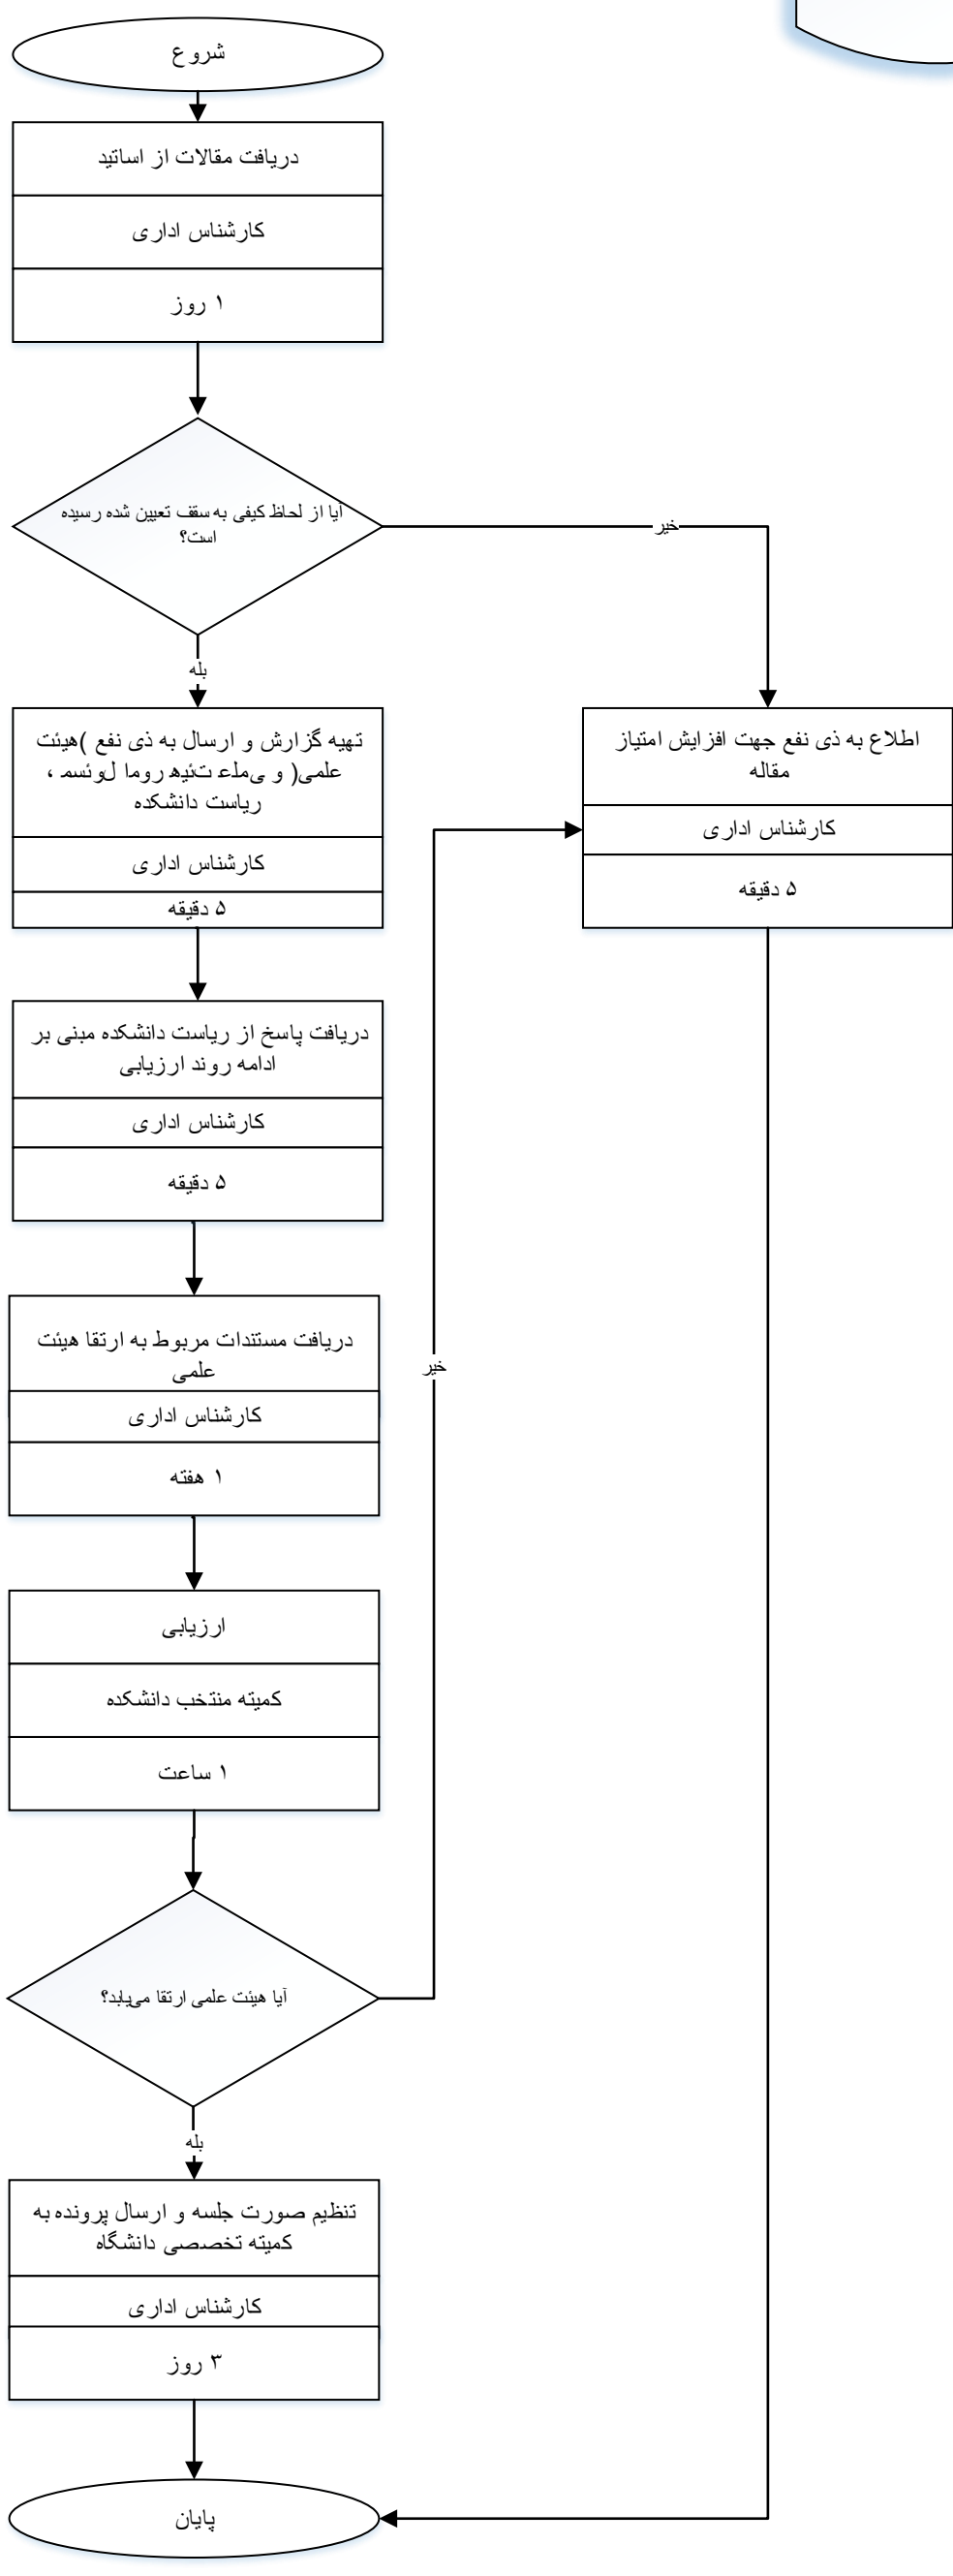 شروع
دریافت مقالات از اساتید
کارشناس اداری
۱ روز
آیا از لحاظ کیفی به سقف تعیین شده رسیده
است؟
خیر
بله
تهیه گزارش و ارسال به ذی نفع )هیئت
علمی( و یملع تئیه روما لوئسم ،
ریاست دانشکده
کارشناس اداری
۵ دقیقه
اطلاع به ذی نفع جهت افزایش امتیاز
مقاله
کارشناس اداری
۵ دقیقه
دریافت پاسخ از ریاست دانشکده مبنی بر
ادامه روند ارزیابی
کارشناس اداری
۵ دقیقه
دریافت مستندات مربوط به ارتقا هیئت
علمی
کارشناس اداری
۱ هفته
خیر
ارزیابی
کمیته منتخب دانشکده
۱ ساعت
آیا هیئت علمی ارتقا می‌یابد؟
بله
تنظیم صورت جلسه و ارسال پرونده به
کمیته تخصصی دانشگاه
کارشناس اداری
۳ روز
پایان